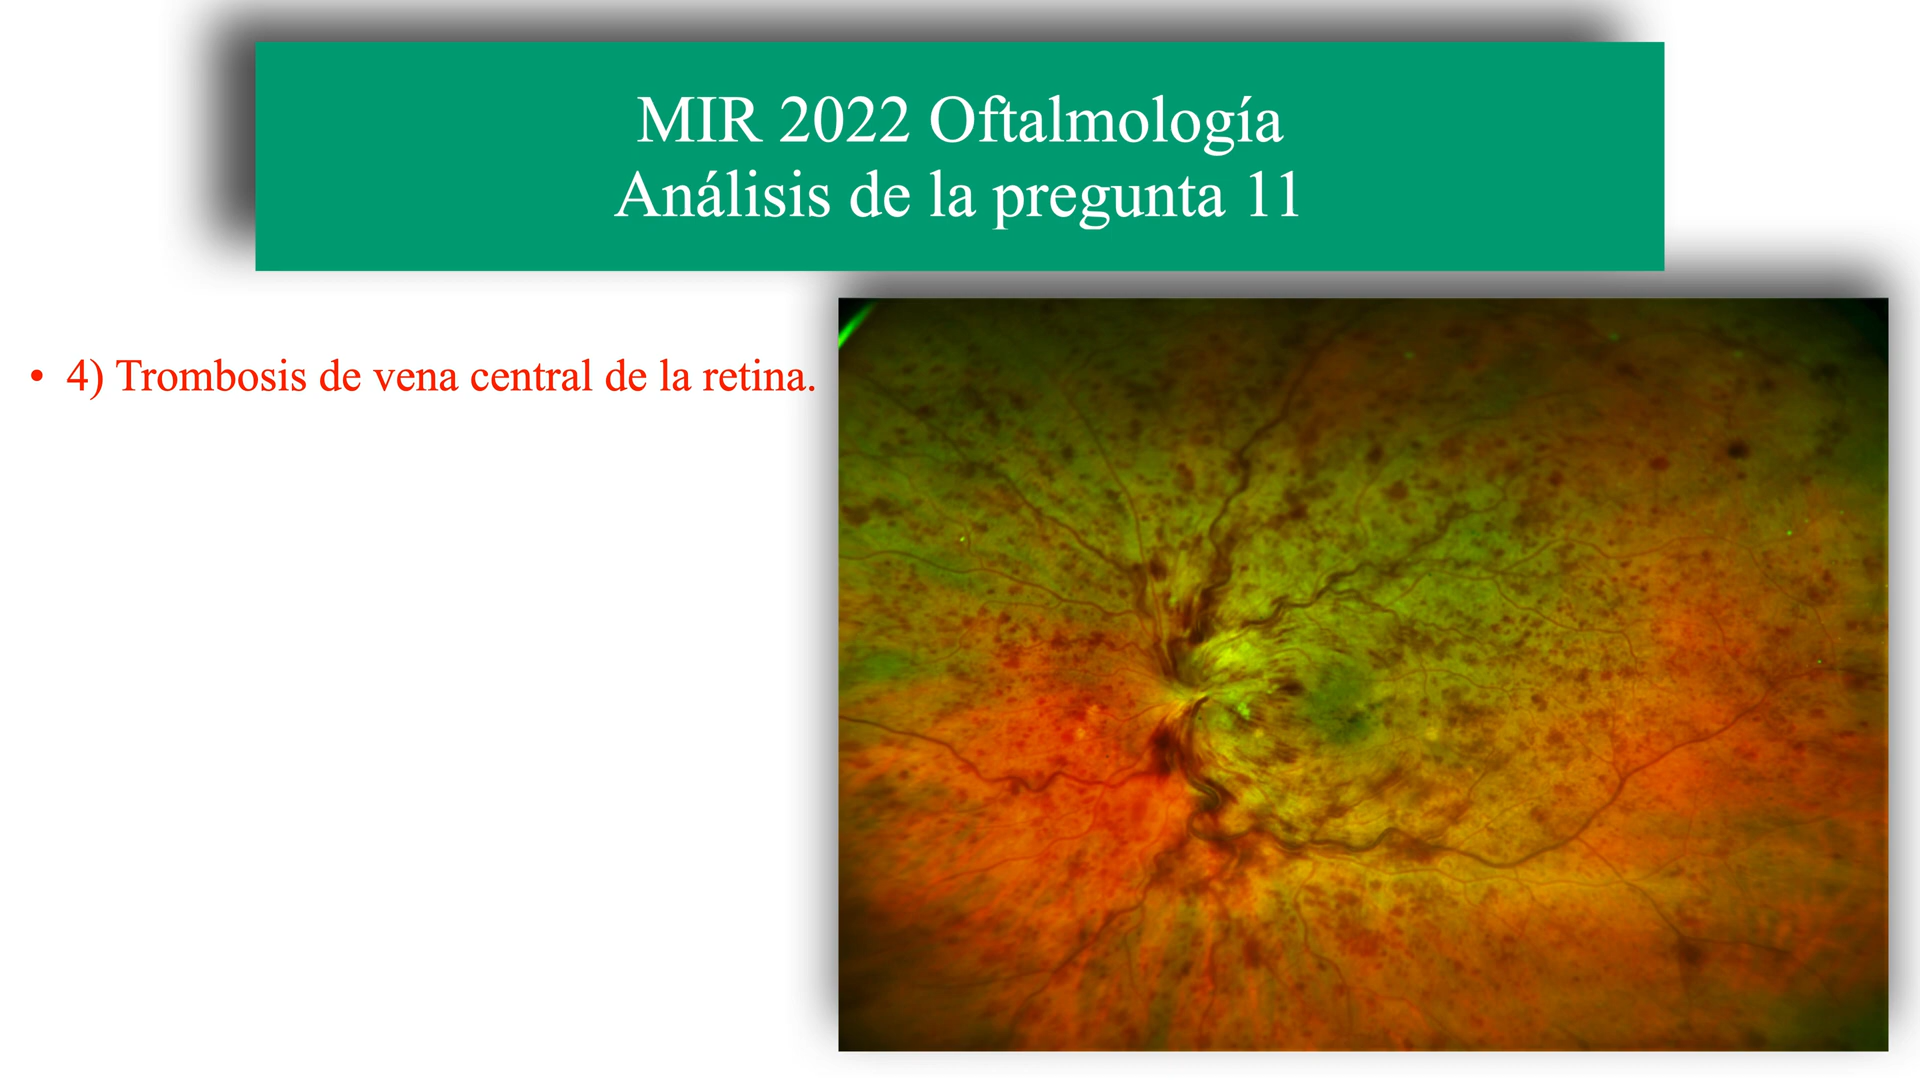 MIR 2022 Oftalmología
Análisis de la pregunta 11
• 4) Trombosis de vena central de la retina.